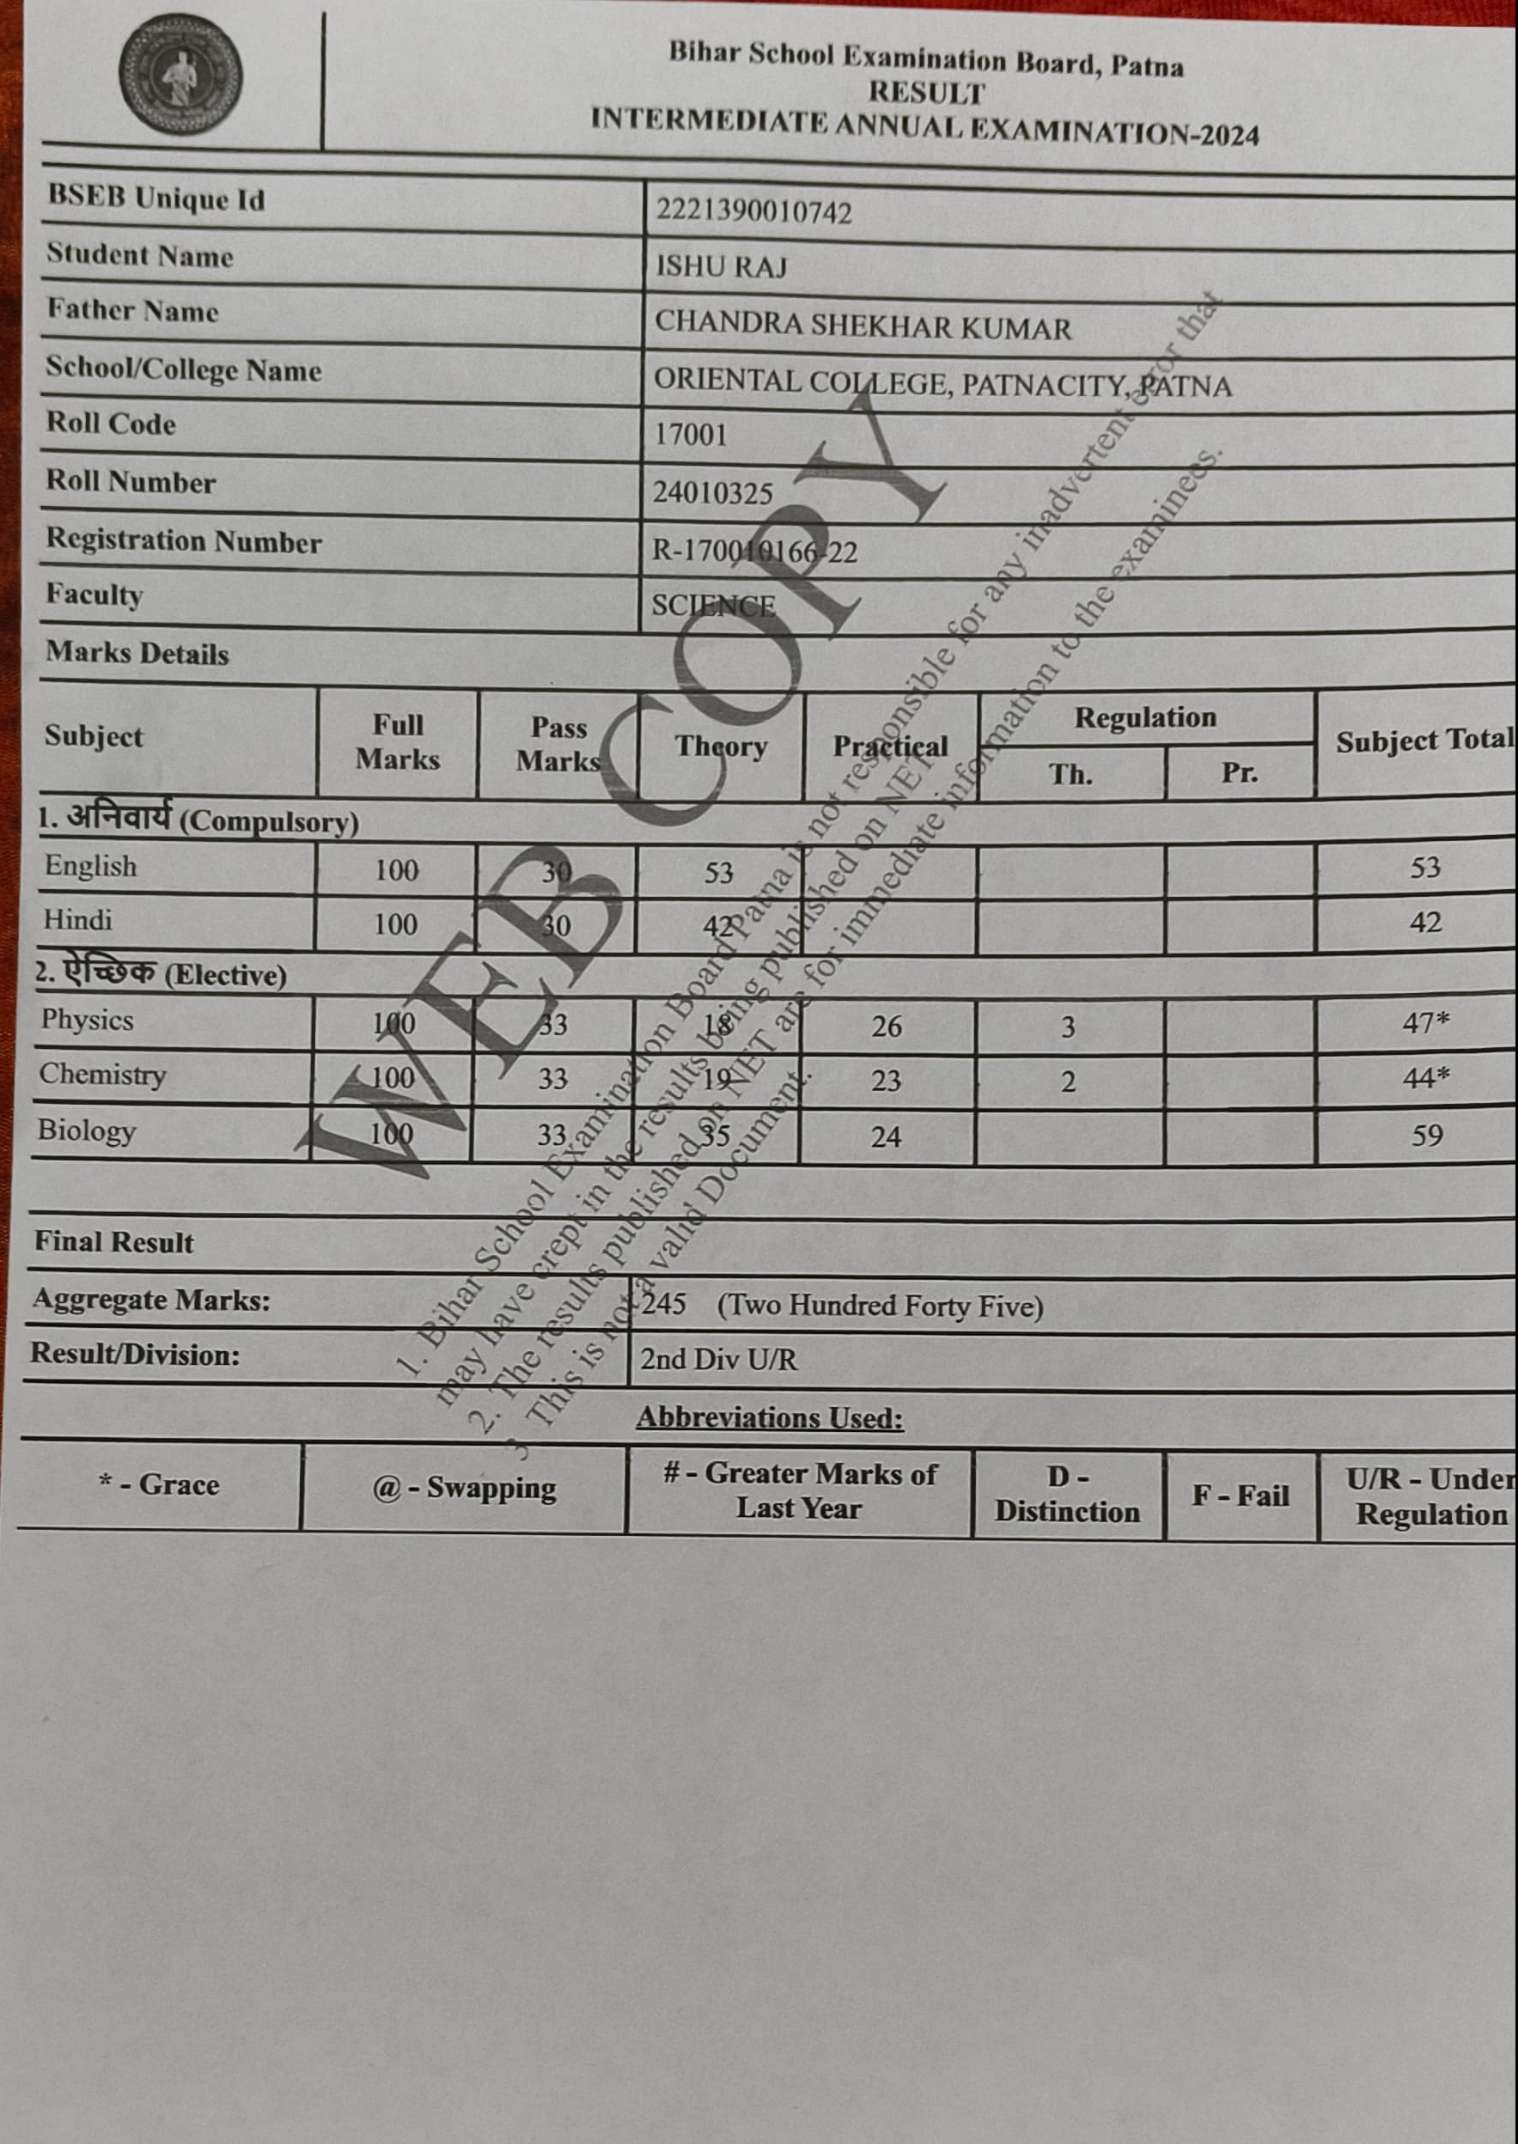 Bihar School Examination Board, Patna
RESULT
INTERMEDIATE ANNUAL EXAMINATION-2024
BSEB Unique Id 2221390010742
Student Name ISHU RAJ
Father Name CHANDRA SHEKHAR KUMAR
School/College Name ORIENTAL COLLEGE, PATNACITY, PATNA
Roll Code 17001
Roll Number 24010325
Registration Number R-170010166-22
Faculty SCIENCE
Marks Details
Subject Full Marks Pass Marks Theory Practical Regulation Th. Pr. Subject Total
1. अनिवार्य (Compulsory)
English 100 30 53 53
Hindi 100 30 42 42
2. ऐच्छिक (Elective)
Physics 100 33 18 26 3 47*
Chemistry 100 33 19 23 2 44*
Biology 100 33 35 24 59
Final Result
Aggregate Marks: 245 (Two Hundred Forty Five)
Result/Division: 2nd Div U/R
Abbreviations Used:
* - Grace @ - Swapping # - Greater Marks of Last Year D - Distinction F - Fail U/R - Under Regulation
WEB COPY
1. Bihar School Examination Board Patna is not responsible for any inadvertent error that
may have crept in the results being published on NET.
2. The results published on NET are for immediate information to the examinees.
3. This is not a valid Document.